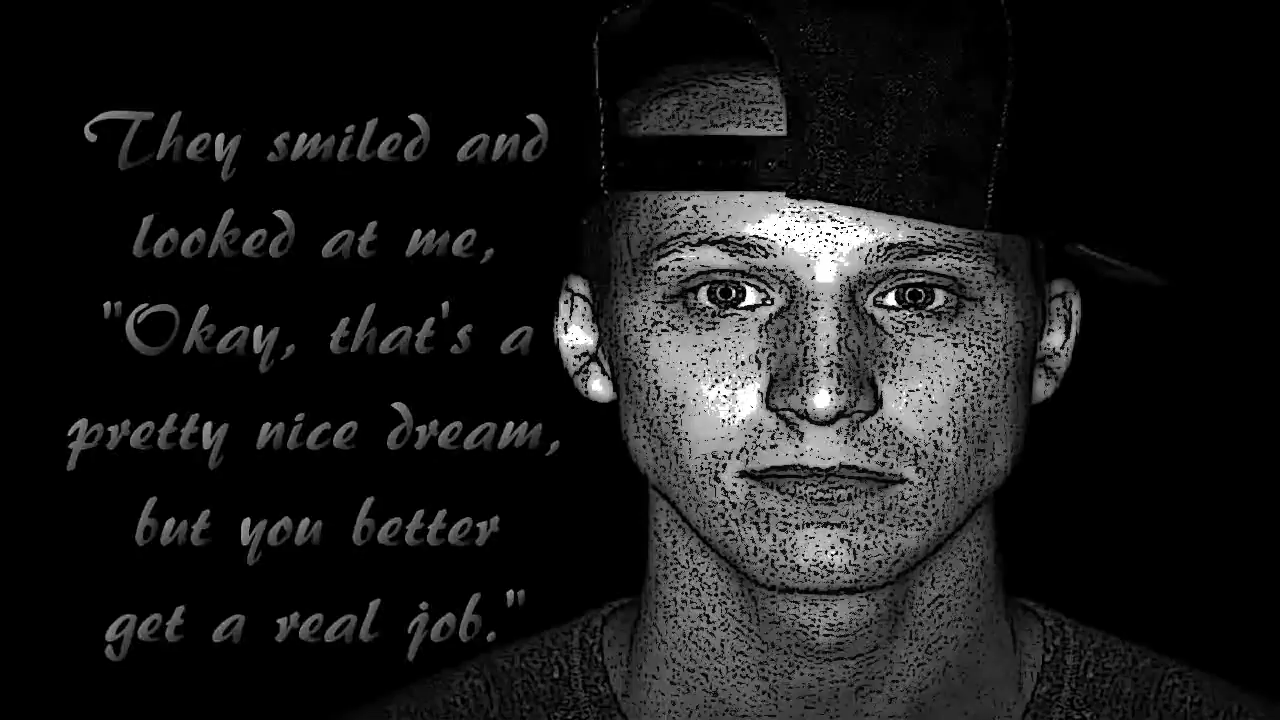 They smiled and
looked at me,
"Okay, that's a
pretty nice dream,
but you better
get a real job."